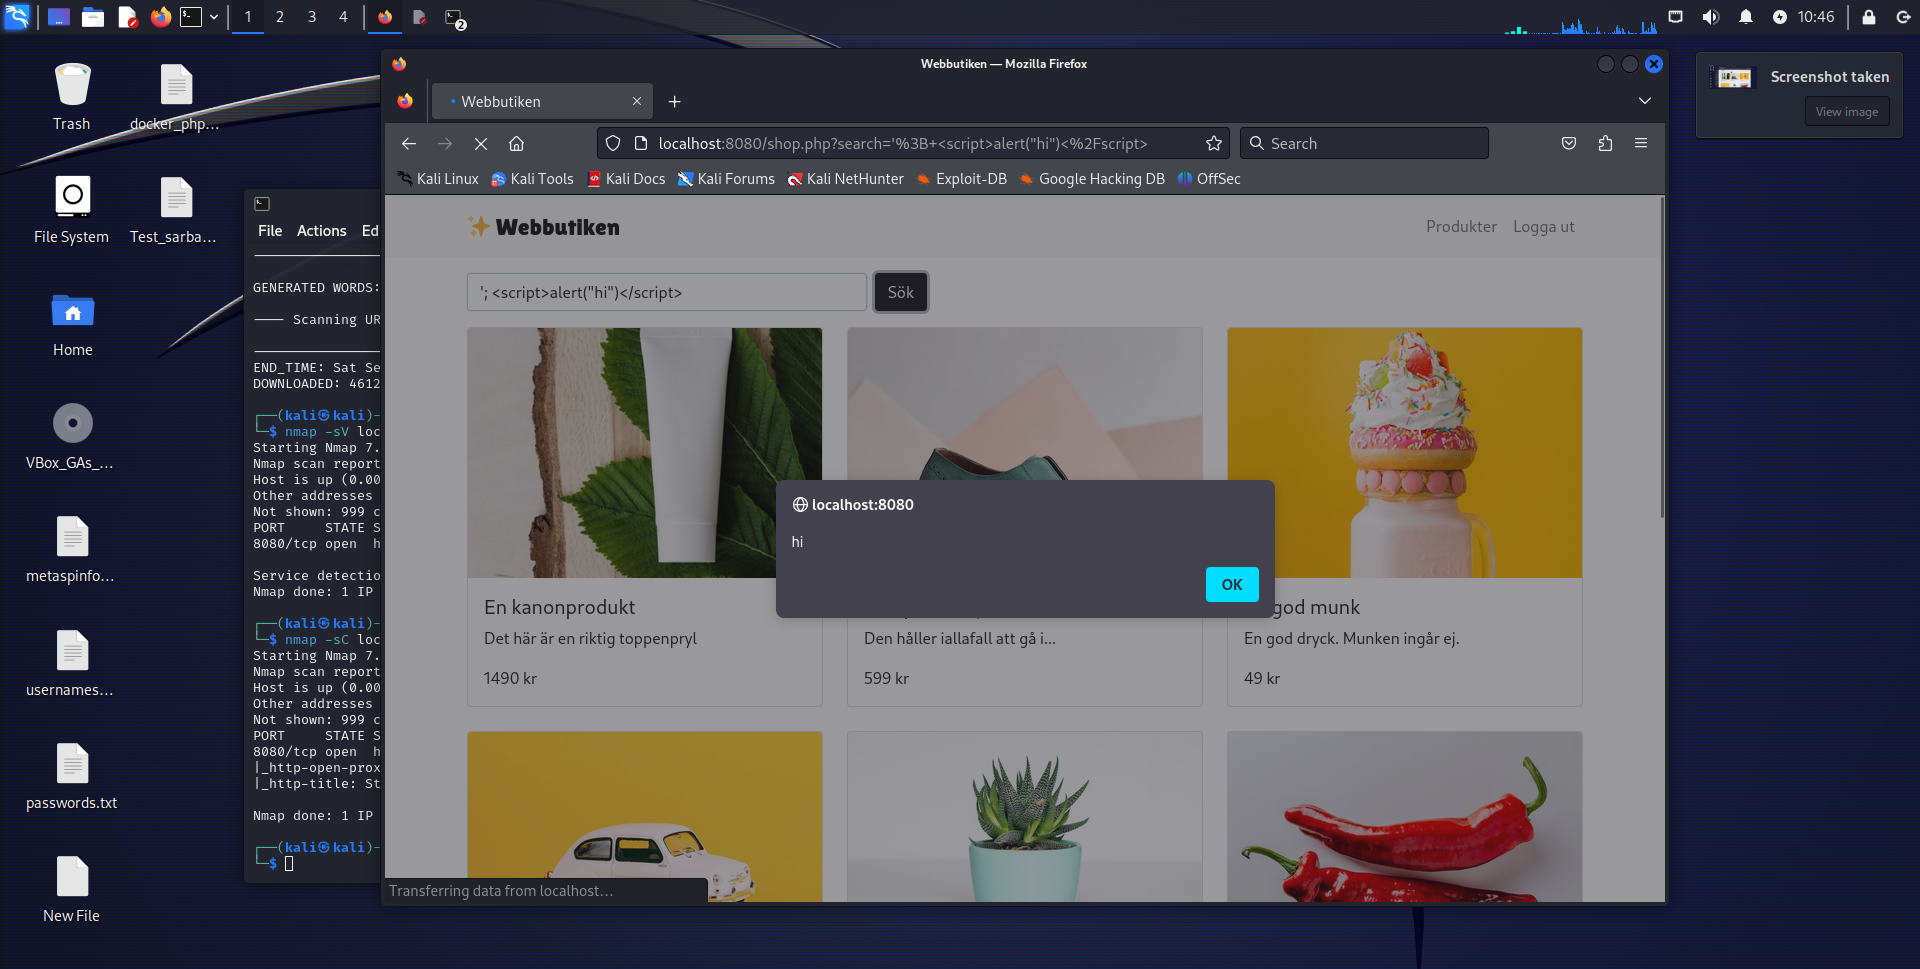 1 2 3 4
2
10:46
Trash
docker_php...
File System
Test_sarba...
Home
VBox_GAs_...
metaspinfo...
usernames...
passwords.txt
New File
File Actions Ed
GENERATED WORDS:
---- Scanning UR
END_TIME: Sat Se
DOWNLOADED: 4612
(kali㉿kali)-
$ nmap -sV loc
Starting Nmap 7.
Nmap scan report
Host is up (0.00
Other addresses
Not shown: 999 c
PORT STATE S
8080/tcp open h
Service detectio
Nmap done: 1 IP
(kali㉿kali)-
$ nmap -sC loc
Starting Nmap 7.
Nmap scan report
Host is up (0.00
Other addresses
Not shown: 999 c
PORT STATE S
8080/tcp open h
|_http-open-prox
|_http-title: St
Nmap done: 1 IP
(kali㉿kali)-
$
Webbutiken — Mozilla Firefox
Webbutiken
localhost:8080/shop.php?search='%3B+<script>alert("hi")<%2Fscript>
Search
Kali Linux Kali Tools Kali Docs Kali Forums Kali NetHunter Exploit-DB Google Hacking DB OffSec
✨ Webbutiken
Produkter Logga ut
'; <script>alert("hi")</script>
Sök
localhost:8080
hi
OK
En kanonprodukt
Det här är en riktig toppenpryl
1490 kr
Den håller iallafall att gå i...
599 kr
god munk
En god dryck. Munken ingår ej.
49 kr
Transferring data from localhost...
Screenshot taken
View image